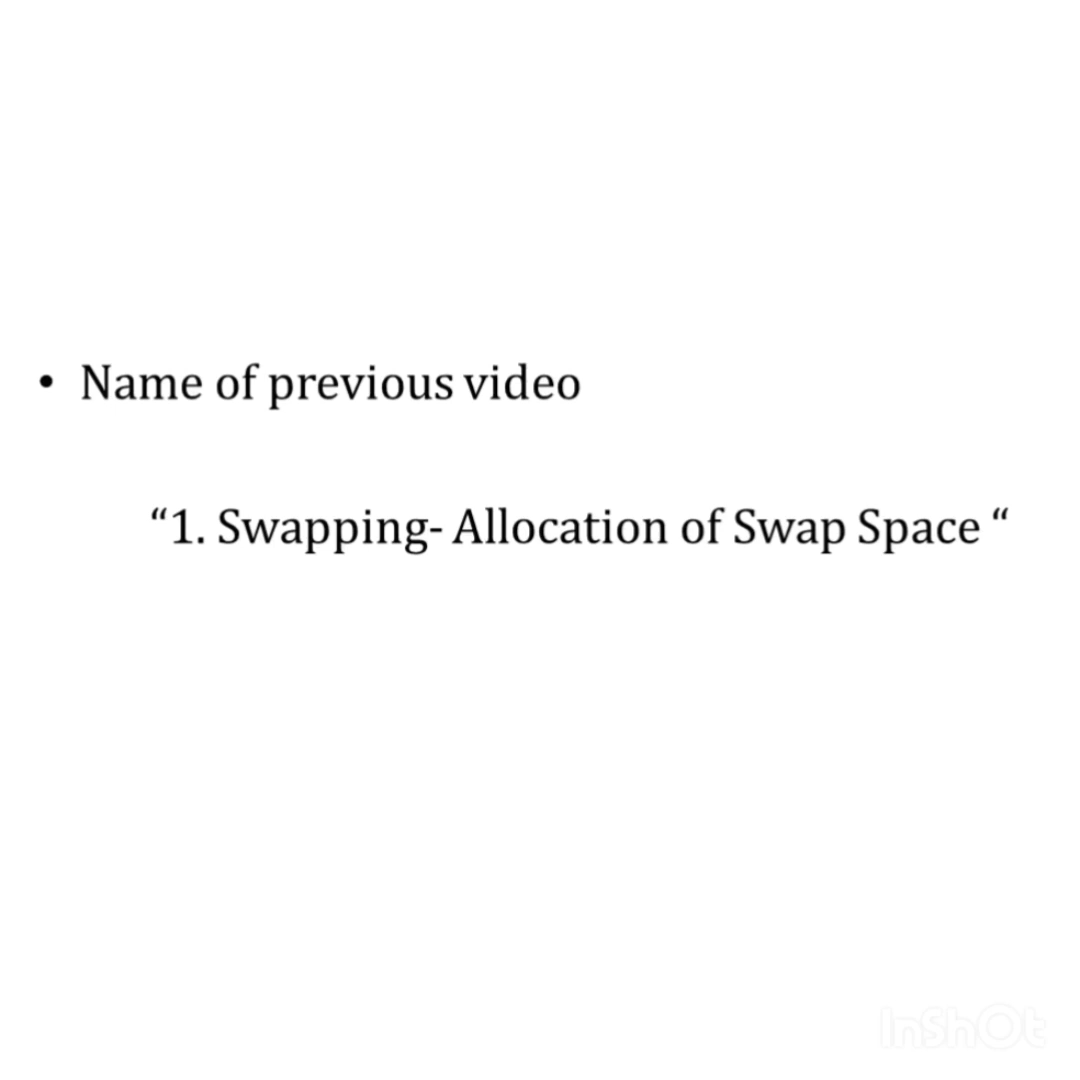 • Name of previous video
“1. Swapping- Allocation of Swap Space “
InShOt